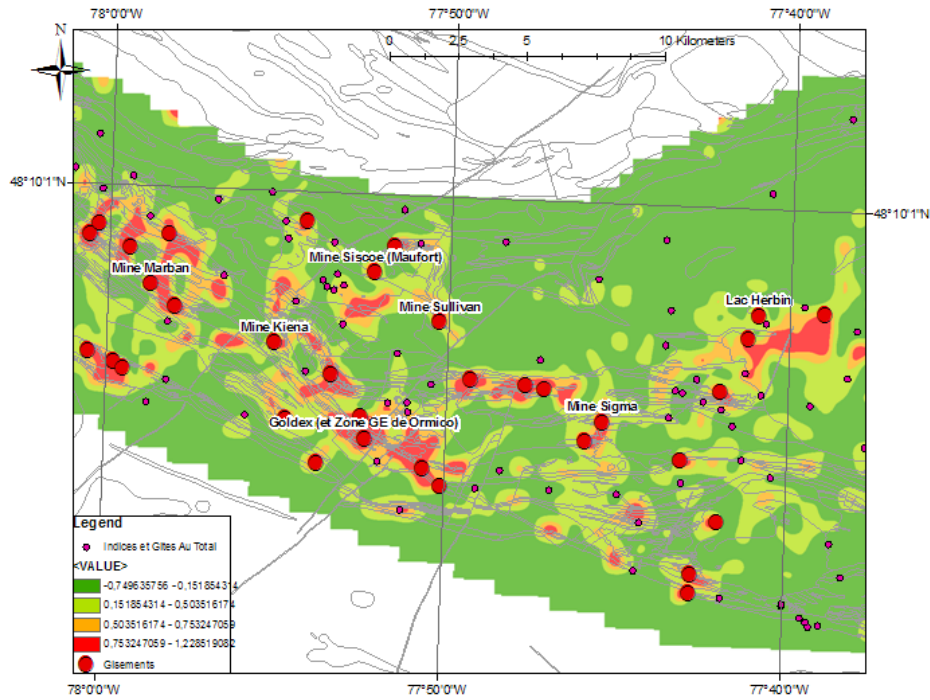 78°0'0"W 77°50'0"W 77°40'0"W
N
0 2.5 5 10 Kilometers
48°10'1"N
48°10'1"N
Mine Siscoe (Maufort)
Mine Marban
Lac Herbin
Mine Sullivan
Mine Kiena
Mine Sigma
Goldex (et Zone GE de Ormico)
Legend
Indices et Gîtes Au Total
<VALUE>
-0,749635756 - 0,151854314
0,151854314 - 0,503516174
0,503516174 - 0,753247059
0,753247059 - 1,228519082
Gisements
78°0'0"W 77°50'0"W 77°40'0"W